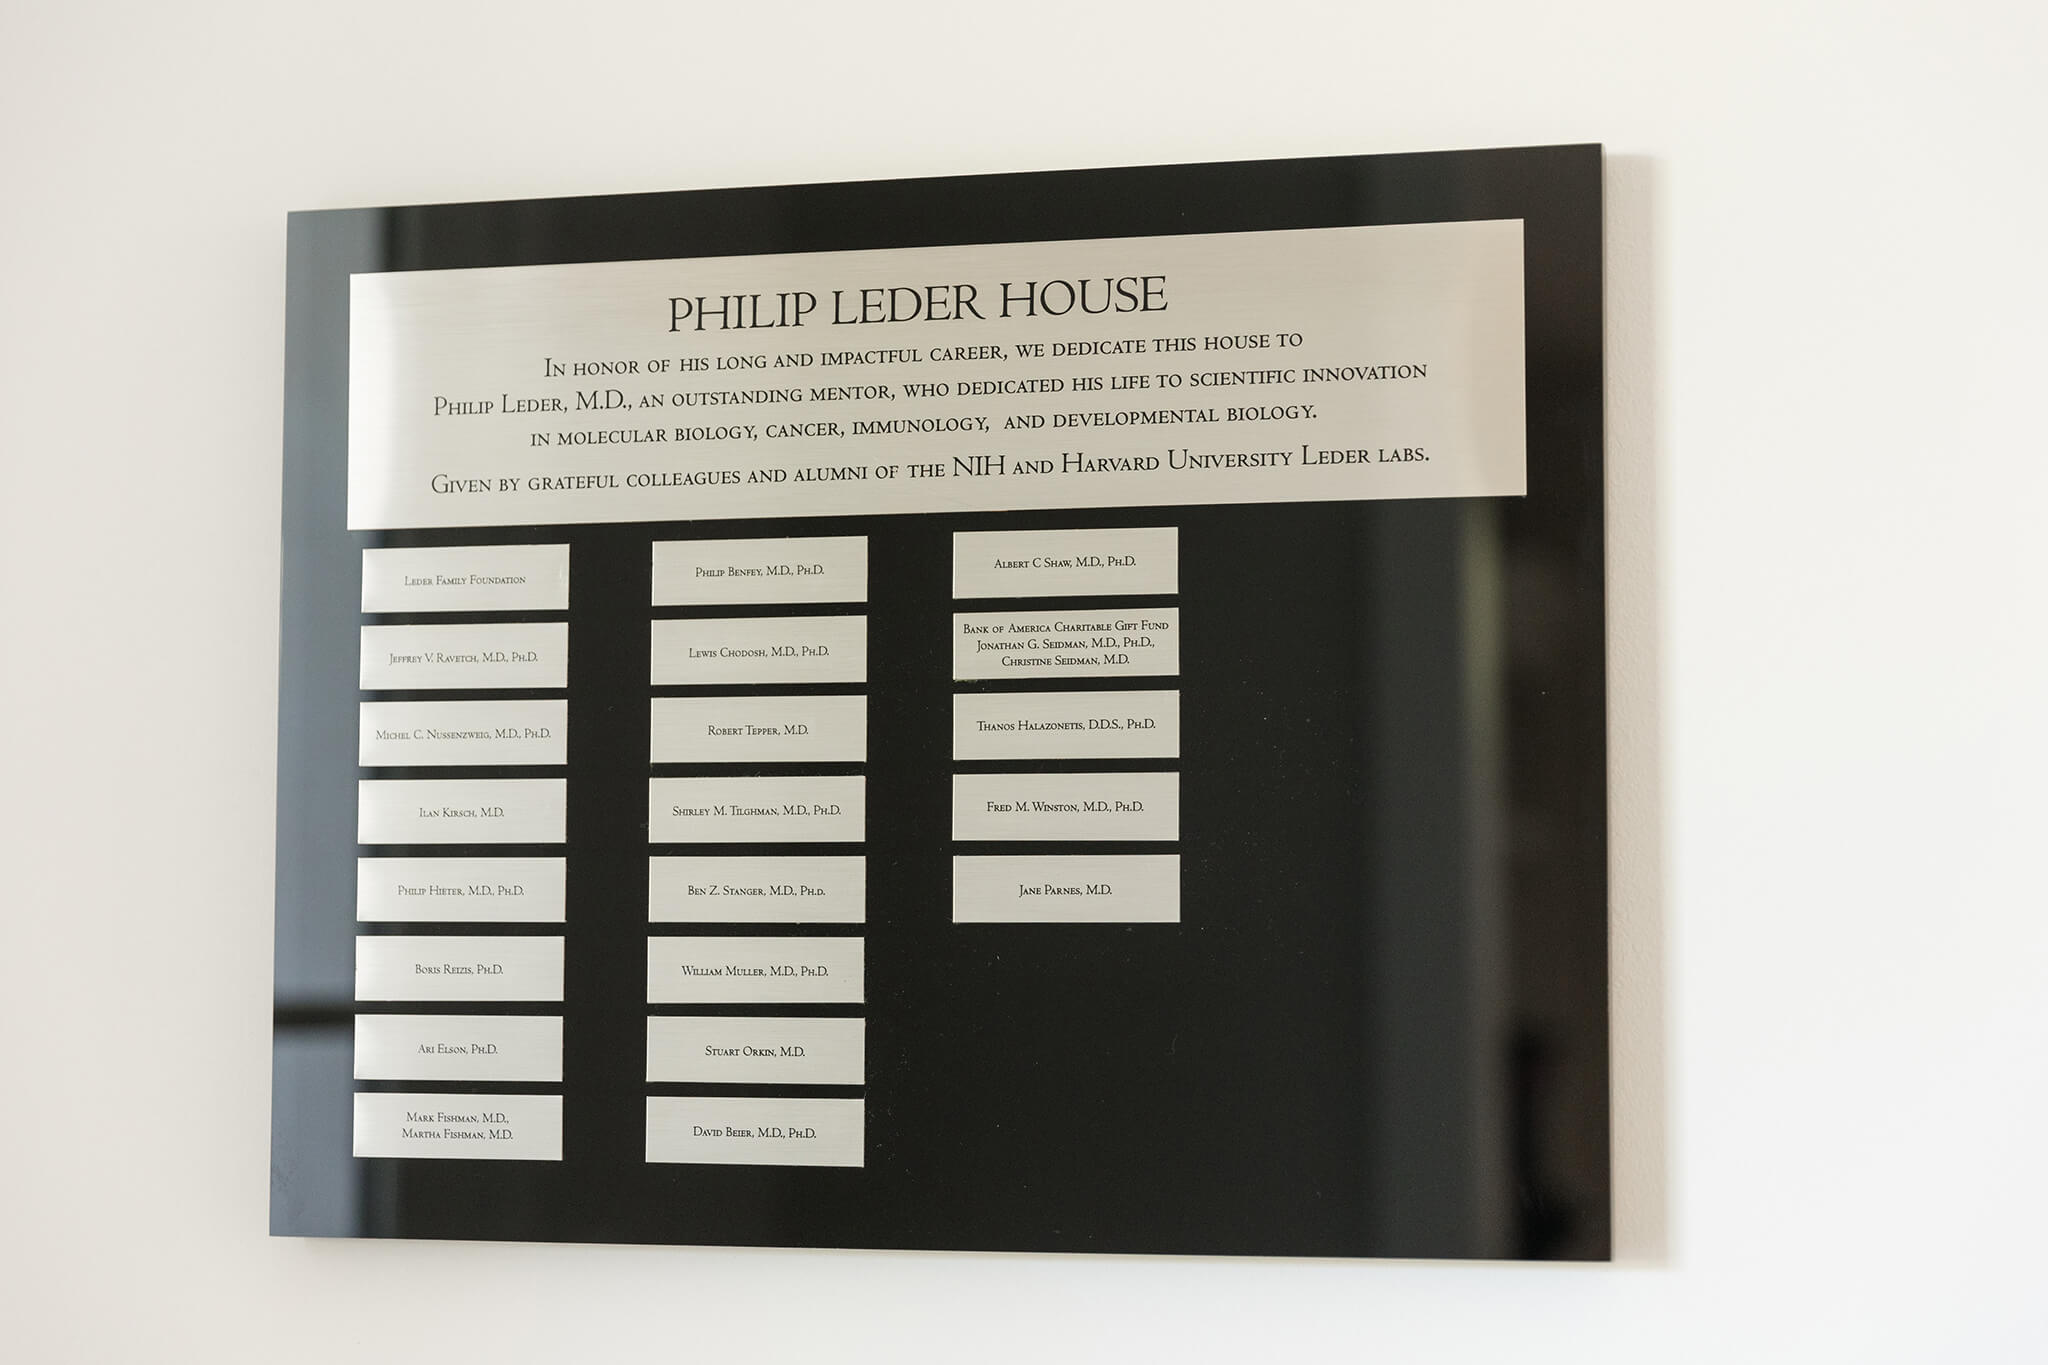 PHILIP LEDER HOUSE
In honor of his long and impactful career, we dedicate this house to
Philip Leder, M.D., an outstanding mentor, who dedicated his life to scientific innovation
in molecular biology, cancer, immunology, and developmental biology.
Given by grateful colleagues and alumni of the NIH and Harvard University Leder labs.
Leder Family Foundation
Jeffrey V. Ravetch, M.D., Ph.D.
Michel C. Nussenzweig, M.D., Ph.D.
Ilan Kirsch, M.D.
Philip Hieter, M.D., Ph.D.
Boris Reizis, Ph.D.
Ari Elson, Ph.D.
Mark Fishman, M.D.,
Martha Fishman, M.D.
Philip Benfey, M.D., Ph.D.
Lewis Chodosh, M.D., Ph.D.
Robert Tepper, M.D.
Shirley M. Tilghman, M.D., Ph.D.
Ben Z. Stanger, M.D., Ph.d.
William Muller, M.D., Ph.D.
Stuart Orkin, M.D.
David Beier, M.D., Ph.D.
Albert C Shaw, M.D., Ph.D.
Bank of America Charitable Gift Fund
Jonathan G. Seidman, M.D., Ph.D.,
Christine Seidman, M.D.
Thanos Halazonetis, D.D.S., Ph.D.
Fred M. Winston, M.D., Ph.D.
Jane Parnes, M.D.